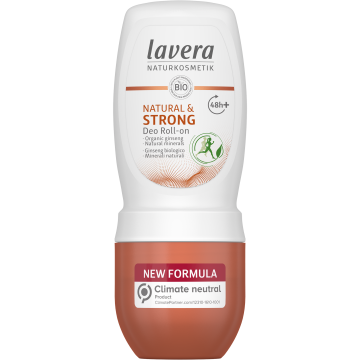 lavera
NATURKOSMETIK
BIO
48h+
NATURAL &
STRONG
Deo Roll-on
• Organic ginseng
• Natural minerals
• Ginseng biologico
• Minerali naturali
NEW FORMULA
Climate neutral
Product